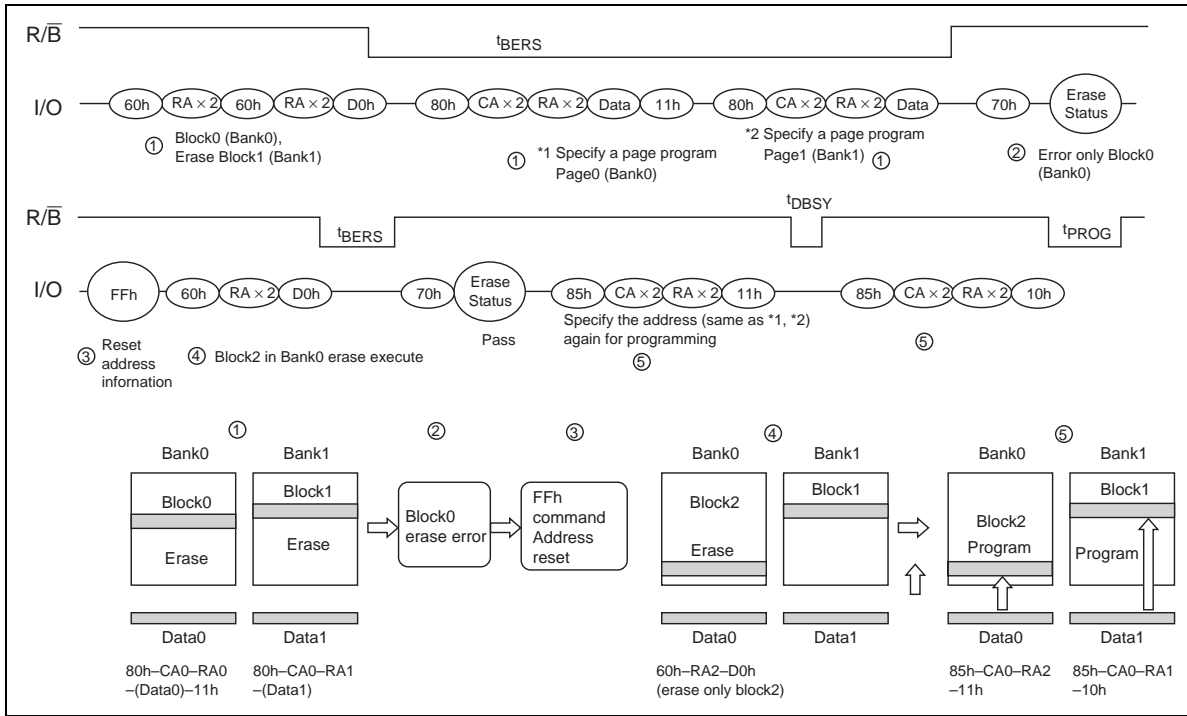 R/B
tBERS
I/O 60h RA × 2 60h RA × 2 D0h 80h CA × 2 RA × 2 Data 11h 80h CA × 2 RA × 2 Data 70h Erase Status
① Block0 (Bank0),
Erase Block1 (Bank1)
① *1 Specify a page program
Page0 (Bank0)
*2 Specify a page program
Page1 (Bank1) ①
② Error only Block0
(Bank0)
R/B
tBERS
tDBSY
tPROG
I/O FFh 60h RA × 2 D0h 70h Erase Status 85h CA × 2 RA × 2 11h 85h CA × 2 RA × 2 10h
③ Reset
address
infornation
④ Block2 in Bank0 erase execute
Pass
Specify the address (same as *1, *2)
again for programming
⑤
⑤
① ② ③ ④ ⑤
Bank0 Bank1 Bank0 Bank1 Bank0 Bank1
Block0
Erase
Block1
Erase
Block0
erase error
FFh
command
Address
reset
Block2
Erase
Block1
Block2
Program
Block1
Program
Data0 Data1 Data0 Data1 Data0 Data1
80h–CA0–RA0
–(Data0)–11h
80h–CA0–RA1
–(Data1)
60h–RA2–D0h
(erase only block2)
85h–CA0–RA2
–11h
85h–CA0–RA1
–10h